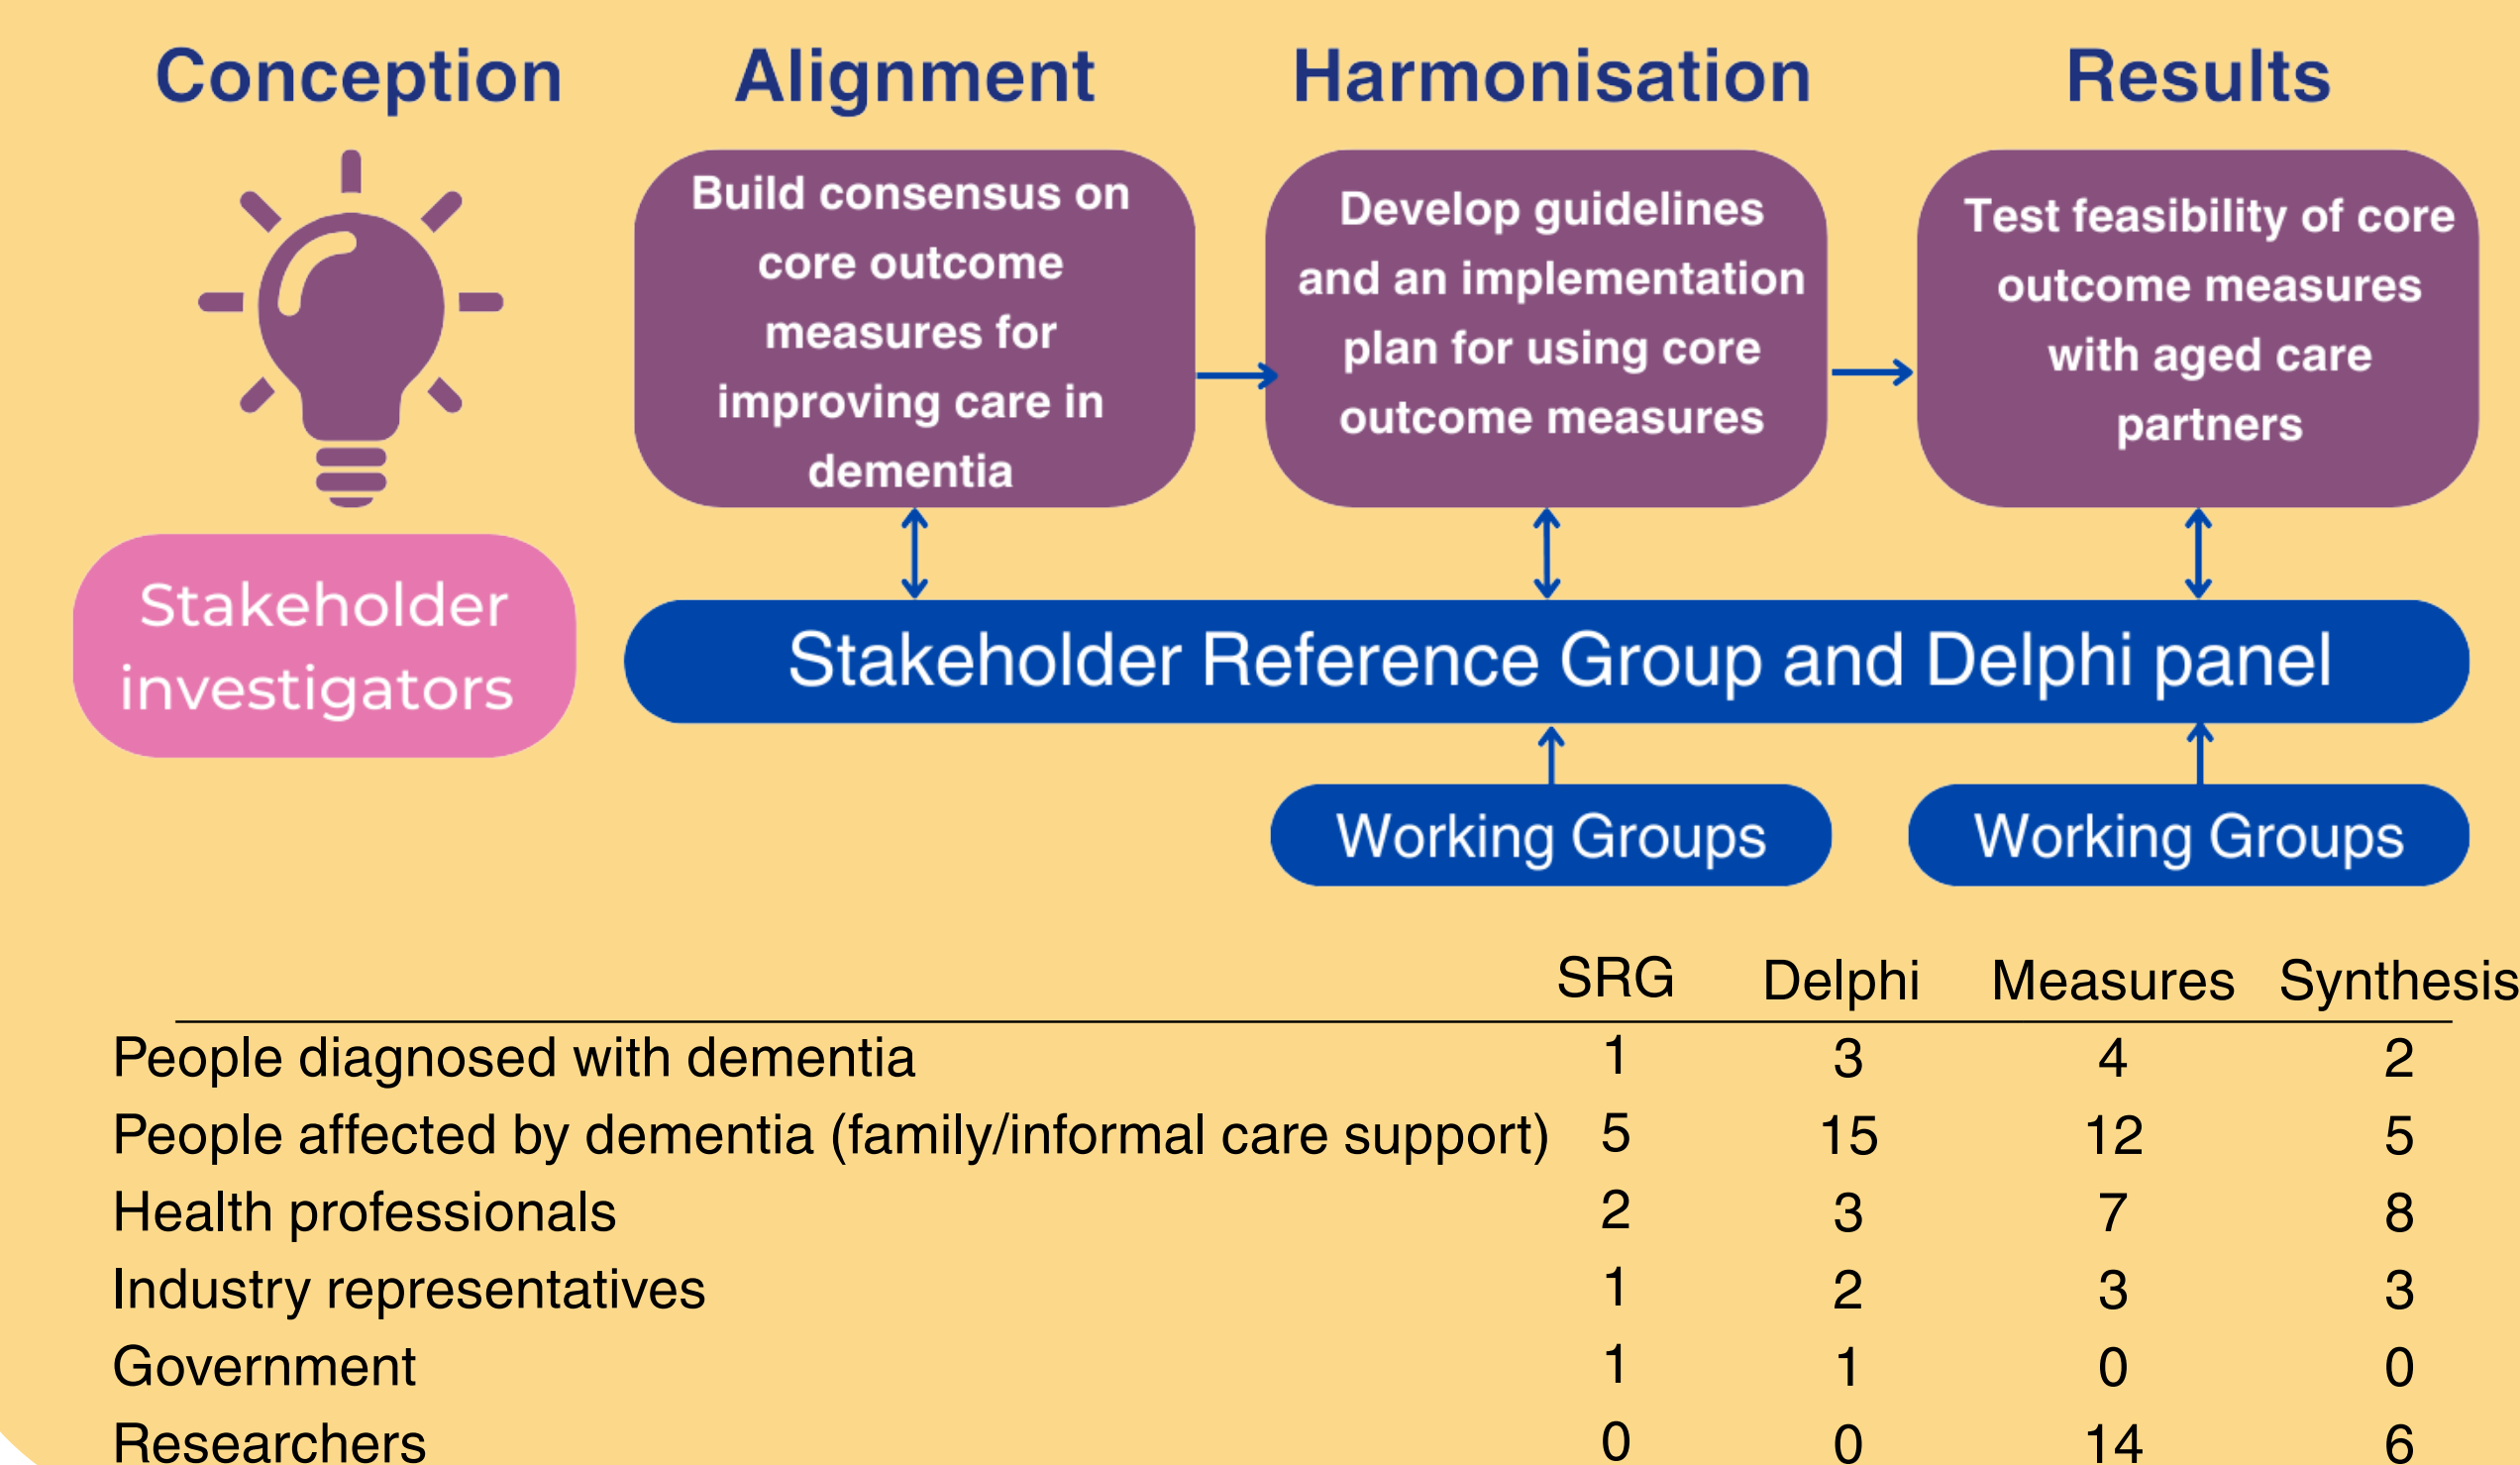 Conception
Alignment
Harmonisation
Results
Build consensus on
core outcome
measures for
improving care in
dementia
Develop guidelines
and an implementation
plan for using core
outcome measures
Test feasibility of core
outcome measures
with aged care
partners
Stakeholder
investigators
Stakeholder Reference Group and Delphi panel
Working Groups
Working Groups
SRG Delphi Measures Synthesis
People diagnosed with dementia 1 3 4 2
People affected by dementia (family/informal care support) 5 15 12 5
Health professionals 2 3 7 8
Industry representatives 1 2 3 3
Government 1 1 0 0
Researchers 0 0 14 6